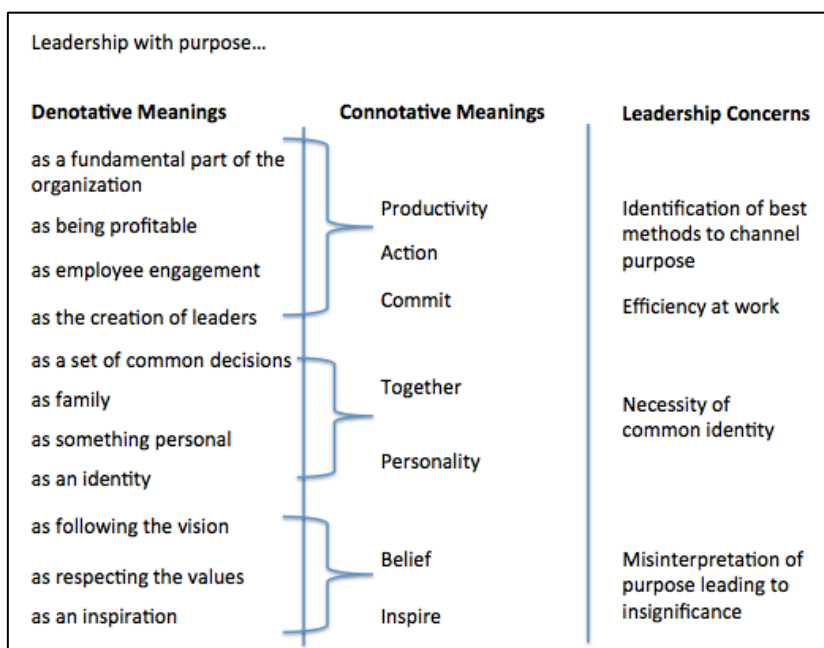 Leadership with purpose...
Denotative Meanings
as a fundamental part of the
organization
as being profitable
as employee engagement
as the creation of leaders
as a set of common decisions
as family
as something personal
as an identity
as following the vision
as respecting the values
as an inspiration
Connotative Meanings
Productivity
Action
Commit
Together
Personality
Belief
Inspire
Leadership Concerns
Identification of best
methods to channel
purpose
Efficiency at work
Necessity of
common identity
Misinterpretation of
purpose leading to
insignificance